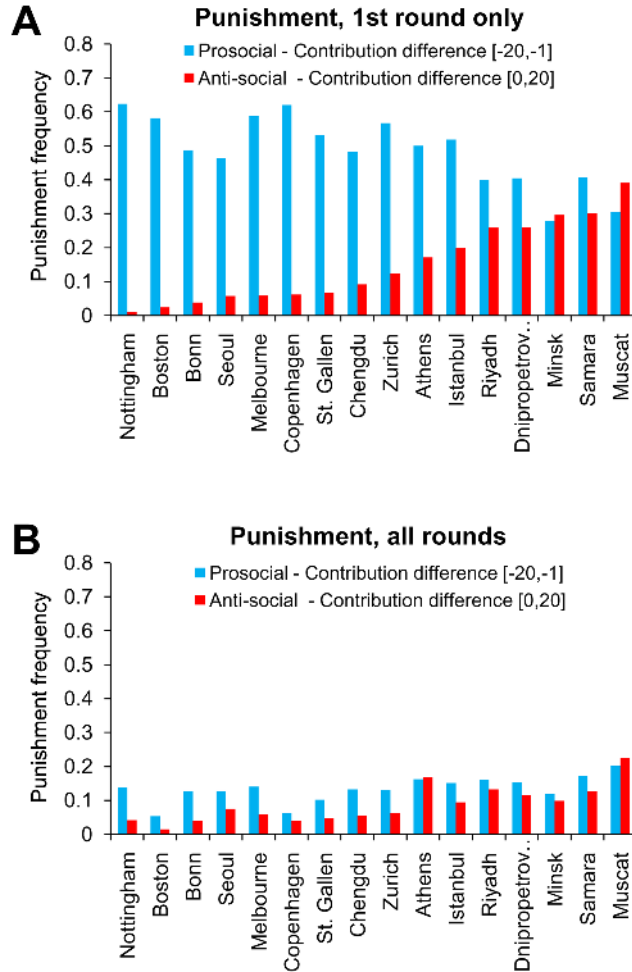 A
Punishment, 1st round only
Prosocial - Contribution difference [-20,-1]
Anti-social - Contribution difference [0,20]
Punishment frequency
0.8
0.7
0.6
0.5
0.4
0.3
0.2
0.1
0
Nottingham
Boston
Bonn
Seoul
Melbourne
Copenhagen
St. Gallen
Chengdu
Zurich
Athens
Istanbul
Riyadh
Dnipropetrov..
Minsk
Samara
Muscat
B
Punishment, all rounds
Prosocial - Contribution difference [-20,-1]
Anti-social - Contribution difference [0,20]
Punishment frequency
0.8
0.7
0.6
0.5
0.4
0.3
0.2
0.1
0
Nottingham
Boston
Bonn
Seoul
Melbourne
Copenhagen
St. Gallen
Chengdu
Zurich
Athens
Istanbul
Riyadh
Dnipropetrov..
Minsk
Samara
Muscat